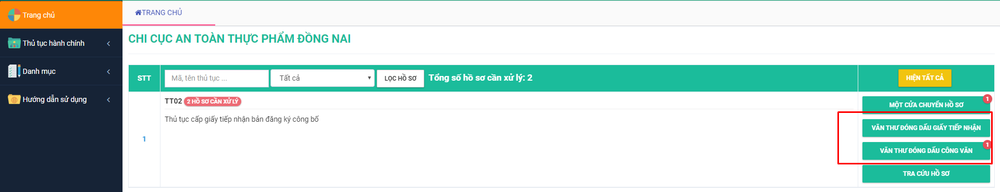 Trang chủ
Thủ tục hành chính
Danh mục
Hướng dẫn sử dụng
TRANG CHỦ
CHI CỤC AN TOÀN THỰC PHẨM ĐỒNG NAI
STT
Mã, tên thủ tục ...
Tất cả
LỌC HỒ SƠ
Tổng số hồ sơ cần xử lý: 2
HIỆN TẤT CẢ
1
TT02 2 HỒ SƠ CẦN XỬ LÝ
Thủ tục cấp giấy tiếp nhận bản đăng ký công bố
MỘT CỬA CHUYỂN HỒ SƠ 1
VĂN THƯ ĐÓNG DẤU GIẤY TIẾP NHẬN
VĂN THƯ ĐÓNG DẤU CÔNG VĂN 1
TRA CỨU HỒ SƠ